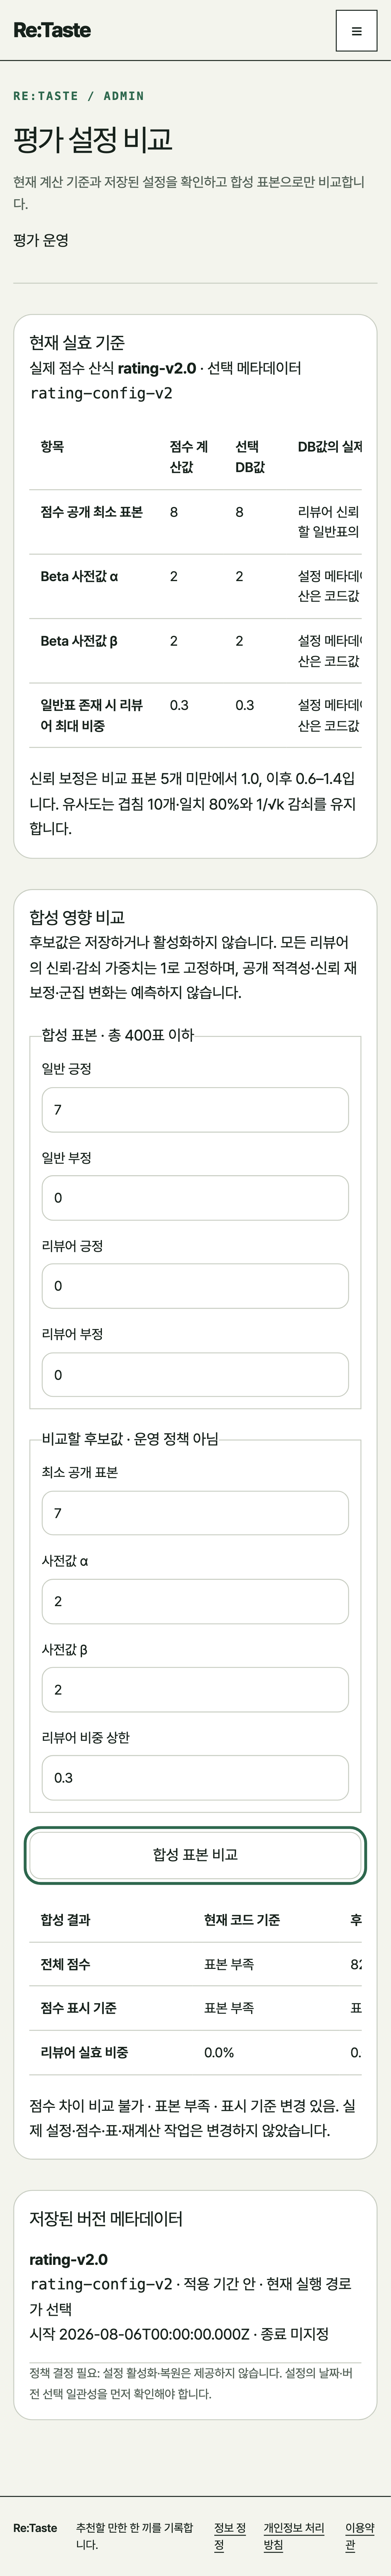 Re:Taste
≡
RE:TASTE / ADMIN
평가 설정 비교
현재 계산 기준과 저장된 설정을 확인하고 합성 표본으로만 비교합니
다.
평가 운영
현재 실효 기준
실제 점수 산식 rating-v2.0 · 선택 메타데이터
rating-config-v2
항목 점수 계산값 선택 DB값 DB값의 실제
점수 공개 최소 표본 8 8 리뷰어 신뢰
할 일반표의
Beta 사전값 α 2 2 설정 메타데이
산은 코드값
Beta 사전값 β 2 2 설정 메타데이
산은 코드값
일반표 존재 시 리뷰 0.3 0.3 설정 메타데이
어 최대 비중 산은 코드값
신뢰 보정은 비교 표본 5개 미만에서 1.0, 이후 0.6–1.4입
니다. 유사도는 겹침 10개·일치 80%와 1/√k 감쇠를 유지
합니다.
합성 영향 비교
후보값은 저장하거나 활성화하지 않습니다. 모든 리뷰어
의 신뢰·감쇠 가중치는 1로 고정하며, 공개 적격성·신뢰 재
보정·군집 변화는 예측하지 않습니다.
합성 표본 · 총 400표 이하
일반 긍정
7
일반 부정
0
리뷰어 긍정
0
리뷰어 부정
0
비교할 후보값 · 운영 정책 아님
최소 공개 표본
7
사전값 α
2
사전값 β
2
리뷰어 비중 상한
0.3
합성 표본 비교
합성 결과 현재 코드 기준 후
전체 점수 표본 부족 82
점수 표시 기준 표본 부족 표
리뷰어 실효 비중 0.0% 0.
점수 차이 비교 불가 · 표본 부족 · 표시 기준 변경 있음. 실
제 설정·점수·표·재계산 작업은 변경하지 않았습니다.
저장된 버전 메타데이터
rating-v2.0
rating-config-v2 · 적용 기간 안 · 현재 실행 경로
가 선택
시작 2026-08-06T00:00:00.000Z · 종료 미지정
정책 결정 필요: 설정 활성화·복원은 제공하지 않습니다. 설정의 날짜·버
전 선택 일관성을 먼저 확인해야 합니다.
Re:Taste 추천할 만한 한 끼를 기록합 정보 정 개인정보 처리 이용약
니다. 정 방침 관